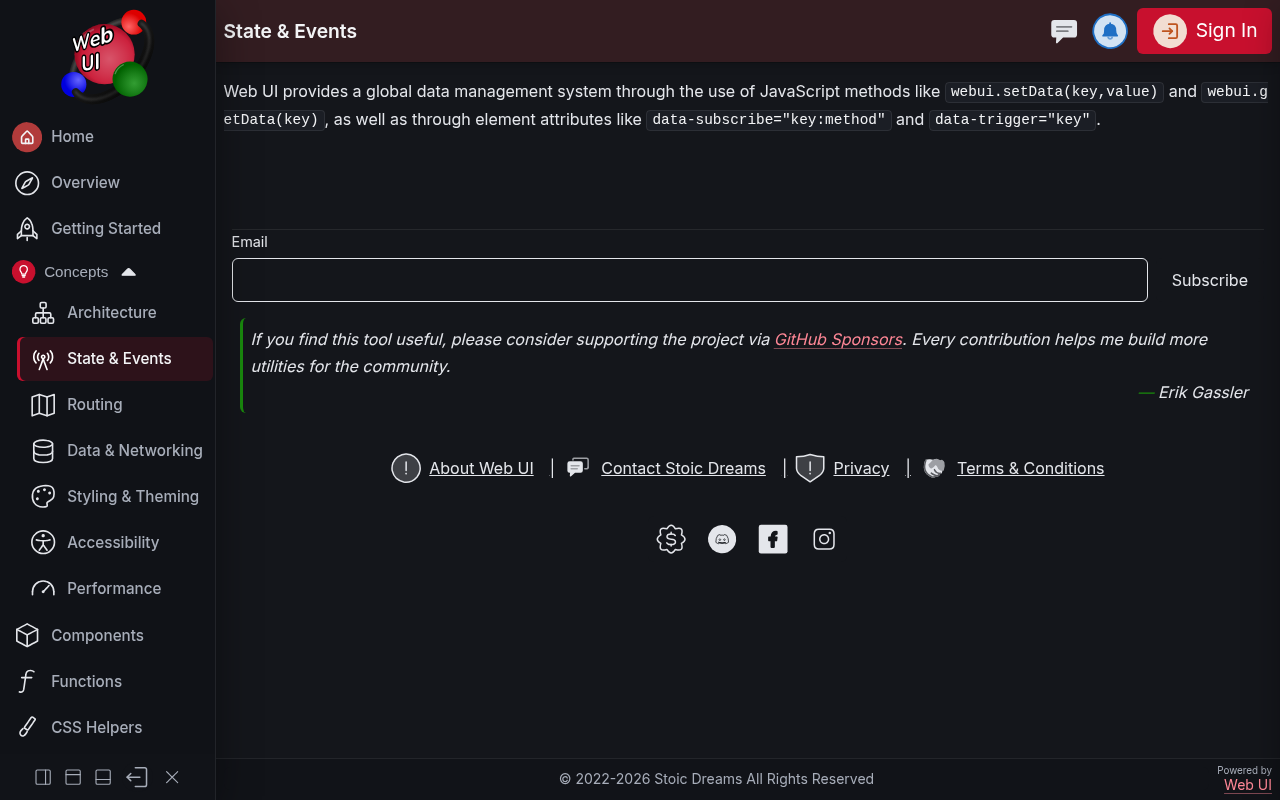 Web UI
State & Events
Sign In
Home
Overview
Getting Started
Concepts
Architecture
State & Events
Routing
Data & Networking
Styling & Theming
Accessibility
Performance
Components
Functions
CSS Helpers
Web UI provides a global data management system through the use of JavaScript methods like webui.setData(key,value) and webui.g
etData(key), as well as through element attributes like data-subscribe="key:method" and data-trigger="key".
Email
Subscribe
If you find this tool useful, please consider supporting the project via GitHub Sponsors. Every contribution helps me build more
utilities for the community.
— Erik Gassler
About Web UI | Contact Stoic Dreams | Privacy | Terms & Conditions
© 2022-2026 Stoic Dreams All Rights Reserved
Powered by
Web UI